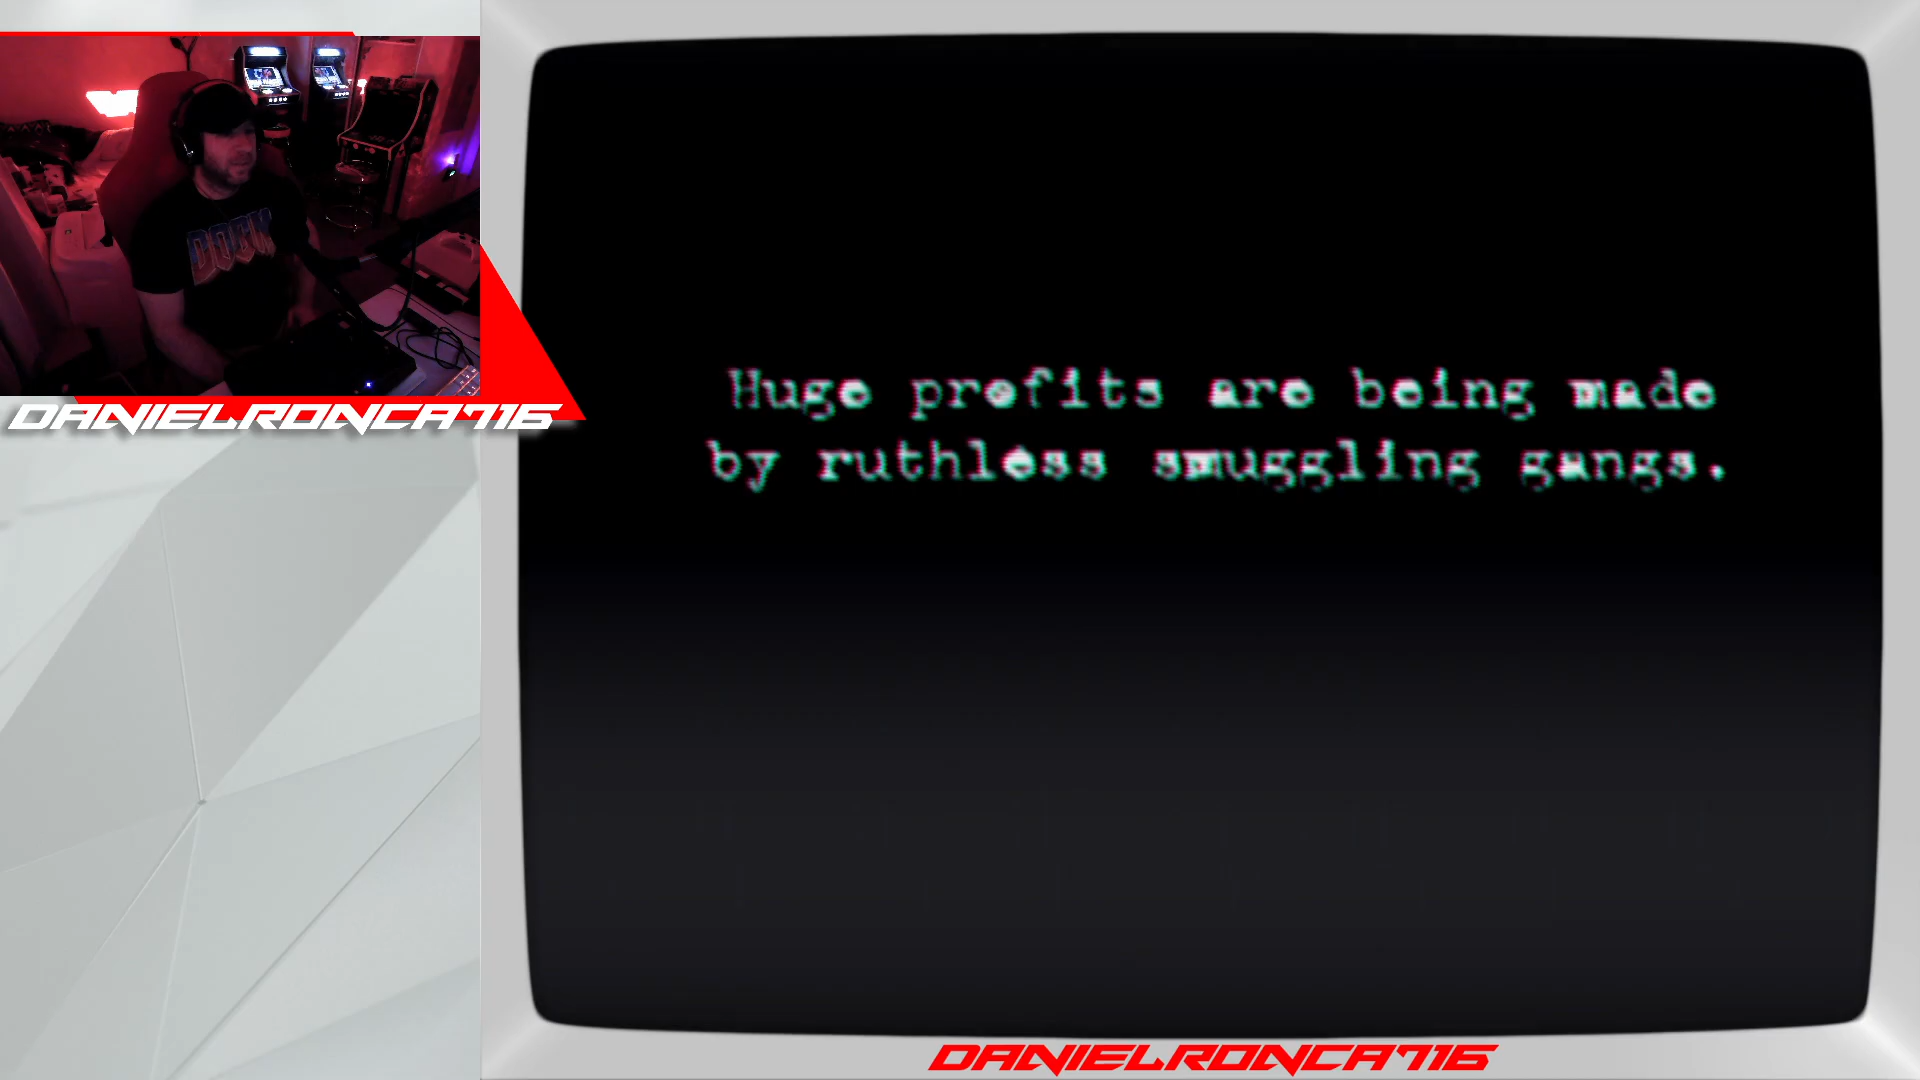 DANIELRONCA716
Huge profits are being made
by ruthless smuggling gangs.
DANIELRONCA716